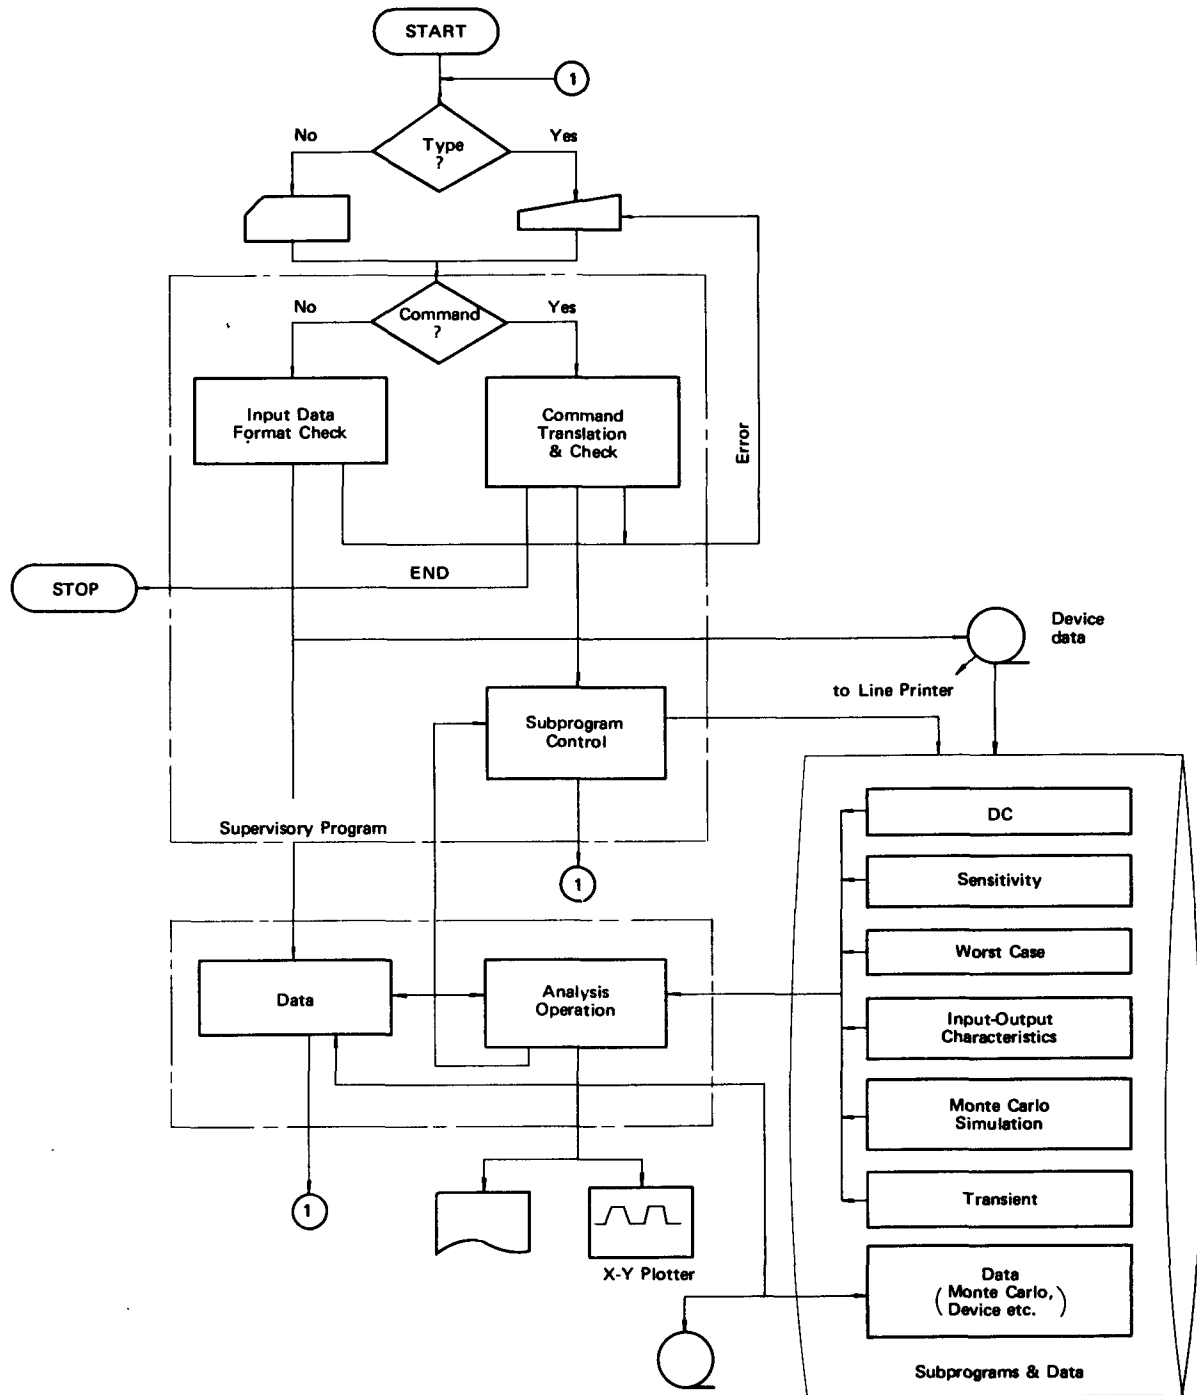 START
1
No
Yes
Type
?
No
Yes
Command
?
Input Data
Format Check
Command
Translation
& Check
Error
END
STOP
Device
data
to Line Printer
Subprogram
Control
Supervisory Program
1
DC
Sensitivity
Worst Case
Input-Output
Characteristics
Monte Carlo
Simulation
Transient
Data
Analysis
Operation
1
X-Y Plotter
Data
( Monte Carlo,
Device etc. )
Subprograms & Data